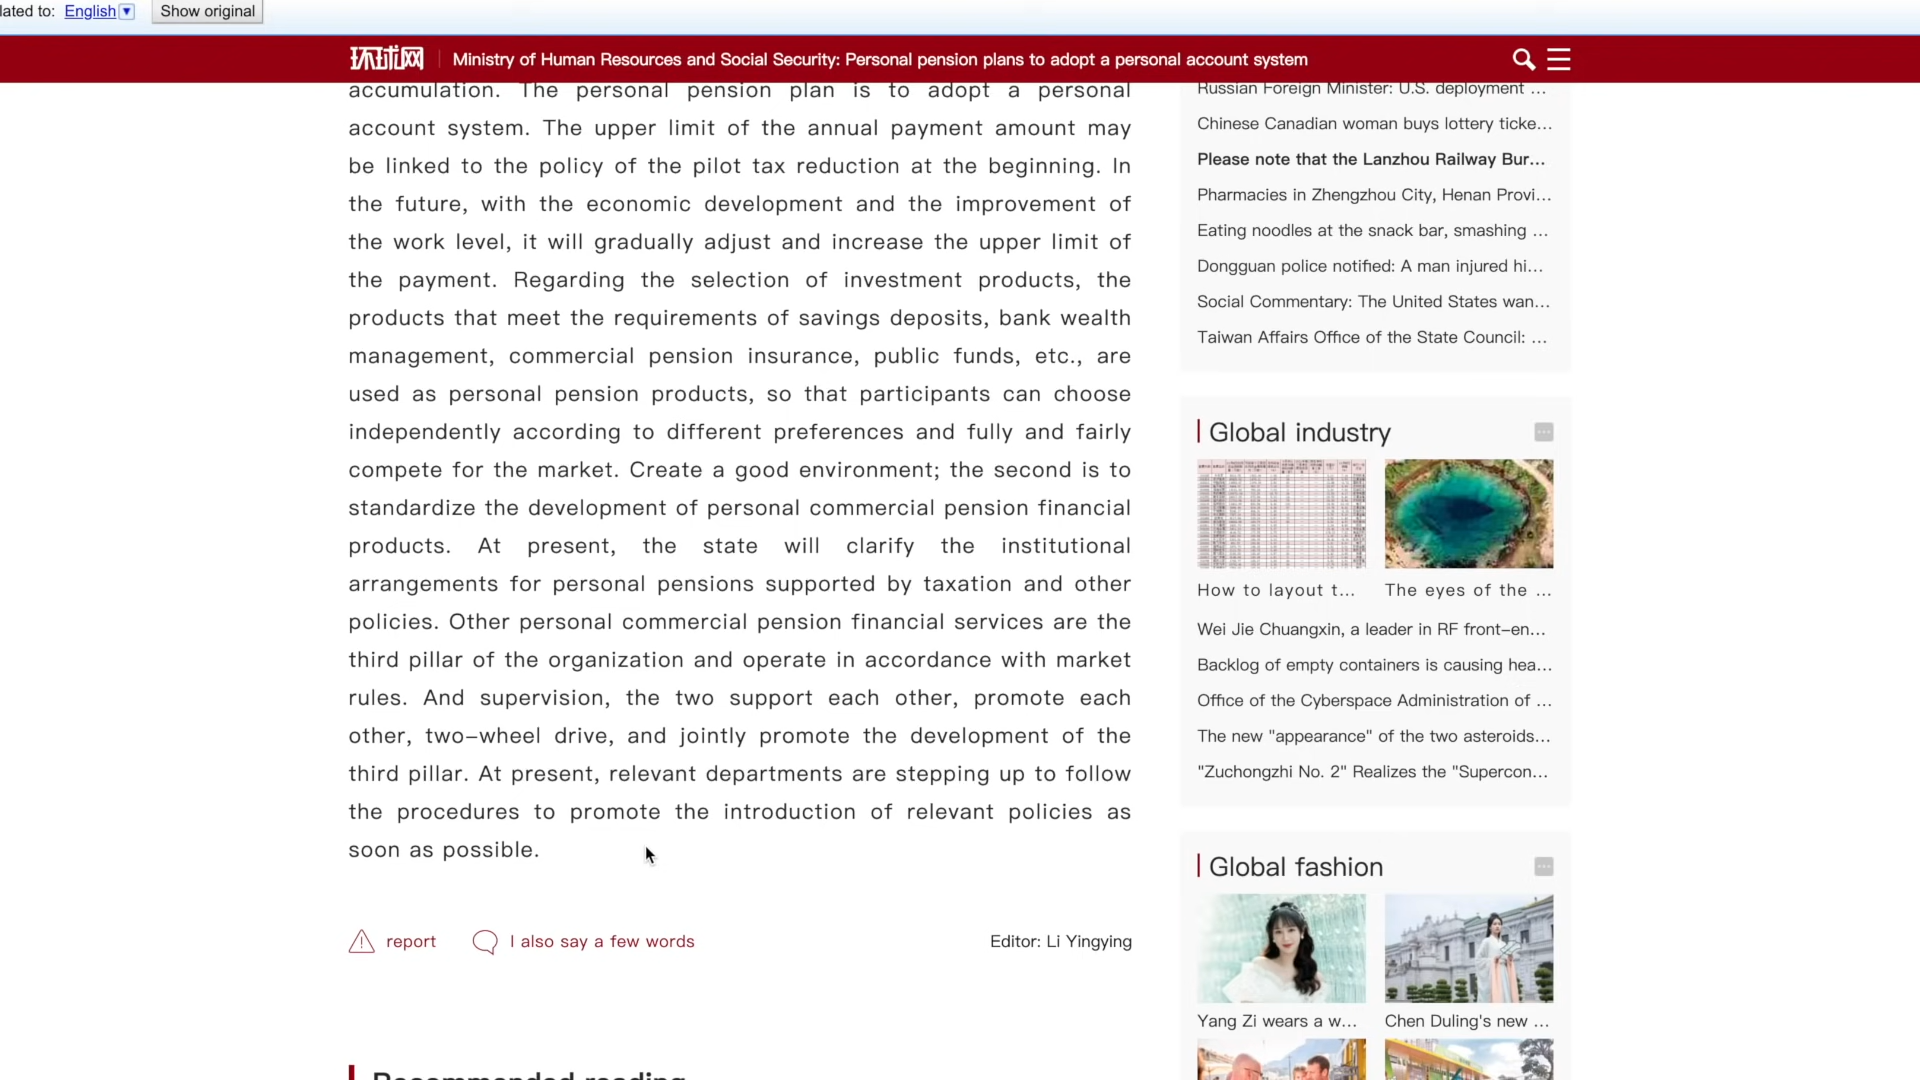 lated to: English ▼ Show original
环球网 Ministry of Human Resources and Social Security: Personal pension plans to adopt a personal account system
accumulation. The personal pension plan is to adopt a personal
account system. The upper limit of the annual payment amount may
be linked to the policy of the pilot tax reduction at the beginning. In
the future, with the economic development and the improvement of
the work level, it will gradually adjust and increase the upper limit of
the payment. Regarding the selection of investment products, the
products that meet the requirements of savings deposits, bank wealth
management, commercial pension insurance, public funds, etc., are
used as personal pension products, so that participants can choose
independently according to different preferences and fully and fairly
compete for the market. Create a good environment; the second is to
standardize the development of personal commercial pension financial
products. At present, the state will clarify the institutional
arrangements for personal pensions supported by taxation and other
policies. Other personal commercial pension financial services are the
third pillar of the organization and operate in accordance with market
rules. And supervision, the two support each other, promote each
other, two-wheel drive, and jointly promote the development of the
third pillar. At present, relevant departments are stepping up to follow
the procedures to promote the introduction of relevant policies as
soon as possible.
report I also say a few words Editor: Li Yingying
Recommended reading
Russian Foreign Minister: U.S. deployment ...
Chinese Canadian woman buys lottery ticke...
Please note that the Lanzhou Railway Bur...
Pharmacies in Zhengzhou City, Henan Provi...
Eating noodles at the snack bar, smashing ...
Dongguan police notified: A man injured hi...
Social Commentary: The United States wan...
Taiwan Affairs Office of the State Council: ...
Global industry
How to layout t... The eyes of the ...
Wei Jie Chuangxin, a leader in RF front-en...
Backlog of empty containers is causing hea...
Office of the Cyberspace Administration of ...
The new "appearance" of the two asteroids...
"Zuchongzhi No. 2" Realizes the "Supercon...
Global fashion
Yang Zi wears a w... Chen Duling's new ...